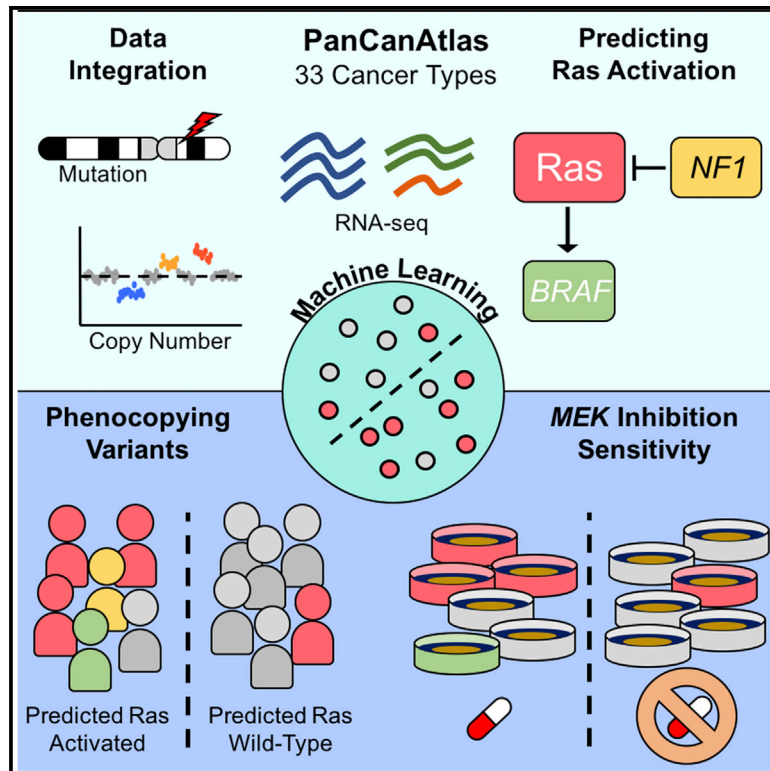 Data
Integration
Mutation
Copy Number
PanCanAtlas
33 Cancer Types
RNA-seq
Predicting
Ras Activation
Ras
NF1
BRAF
Machine Learning
Phenocopying
Variants
Predicted Ras
Activated
Predicted Ras
Wild-Type
MEK Inhibition
Sensitivity